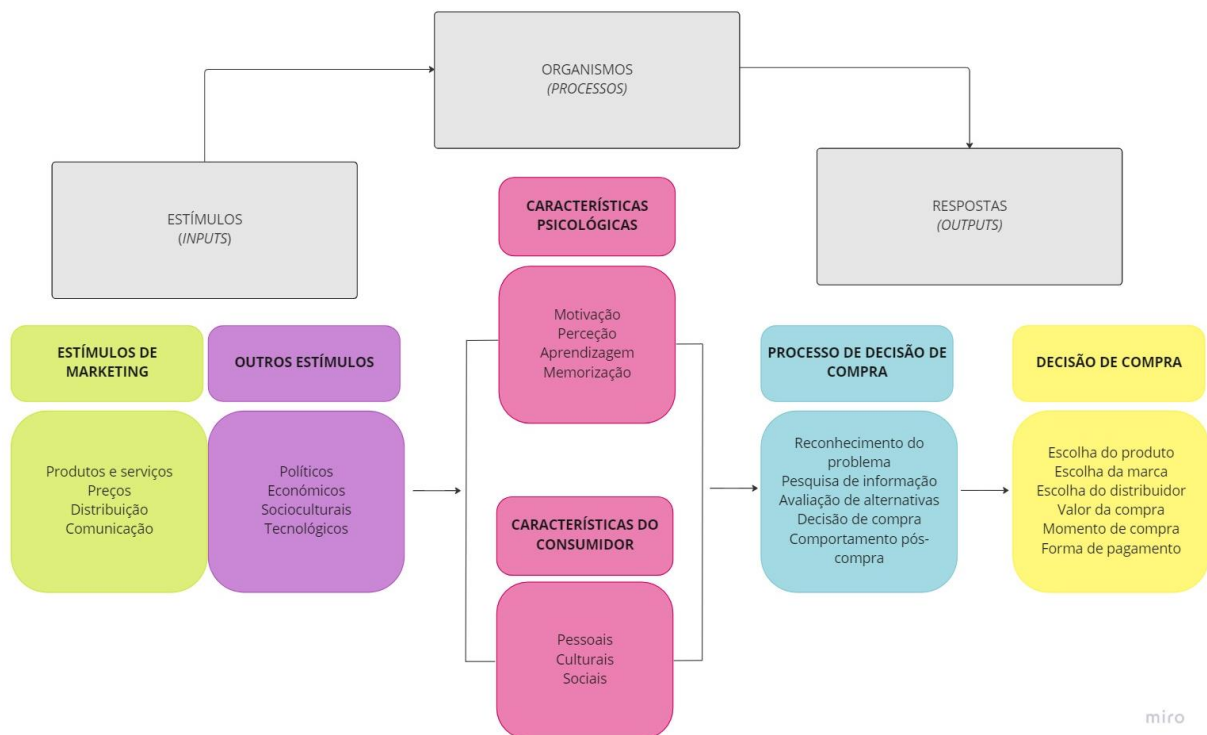 ORGANISMOS
(PROCESSOS)
ESTÍMULOS
(INPUTS)
RESPOSTAS
(OUTPUTS)
CARACTERÍSTICAS
PSICOLÓGICAS
Motivação
Perceção
Aprendizagem
Memorização
ESTÍMULOS DE
MARKETING
Produtos e serviços
Preços
Distribuição
Comunicação
OUTROS ESTÍMULOS
Políticos
Económicos
Socioculturais
Tecnológicos
CARACTERÍSTICAS DO
CONSUMIDOR
Pessoais
Culturais
Sociais
PROCESSO DE DECISÃO DE
COMPRA
Reconhecimento do
problema
Pesquisa de informação
Avaliação de alternativas
Decisão de compra
Comportamento pós-
compra
DECISÃO DE COMPRA
Escolha do produto
Escolha da marca
Escolha do distribuidor
Valor da compra
Momento de compra
Forma de pagamento
miro